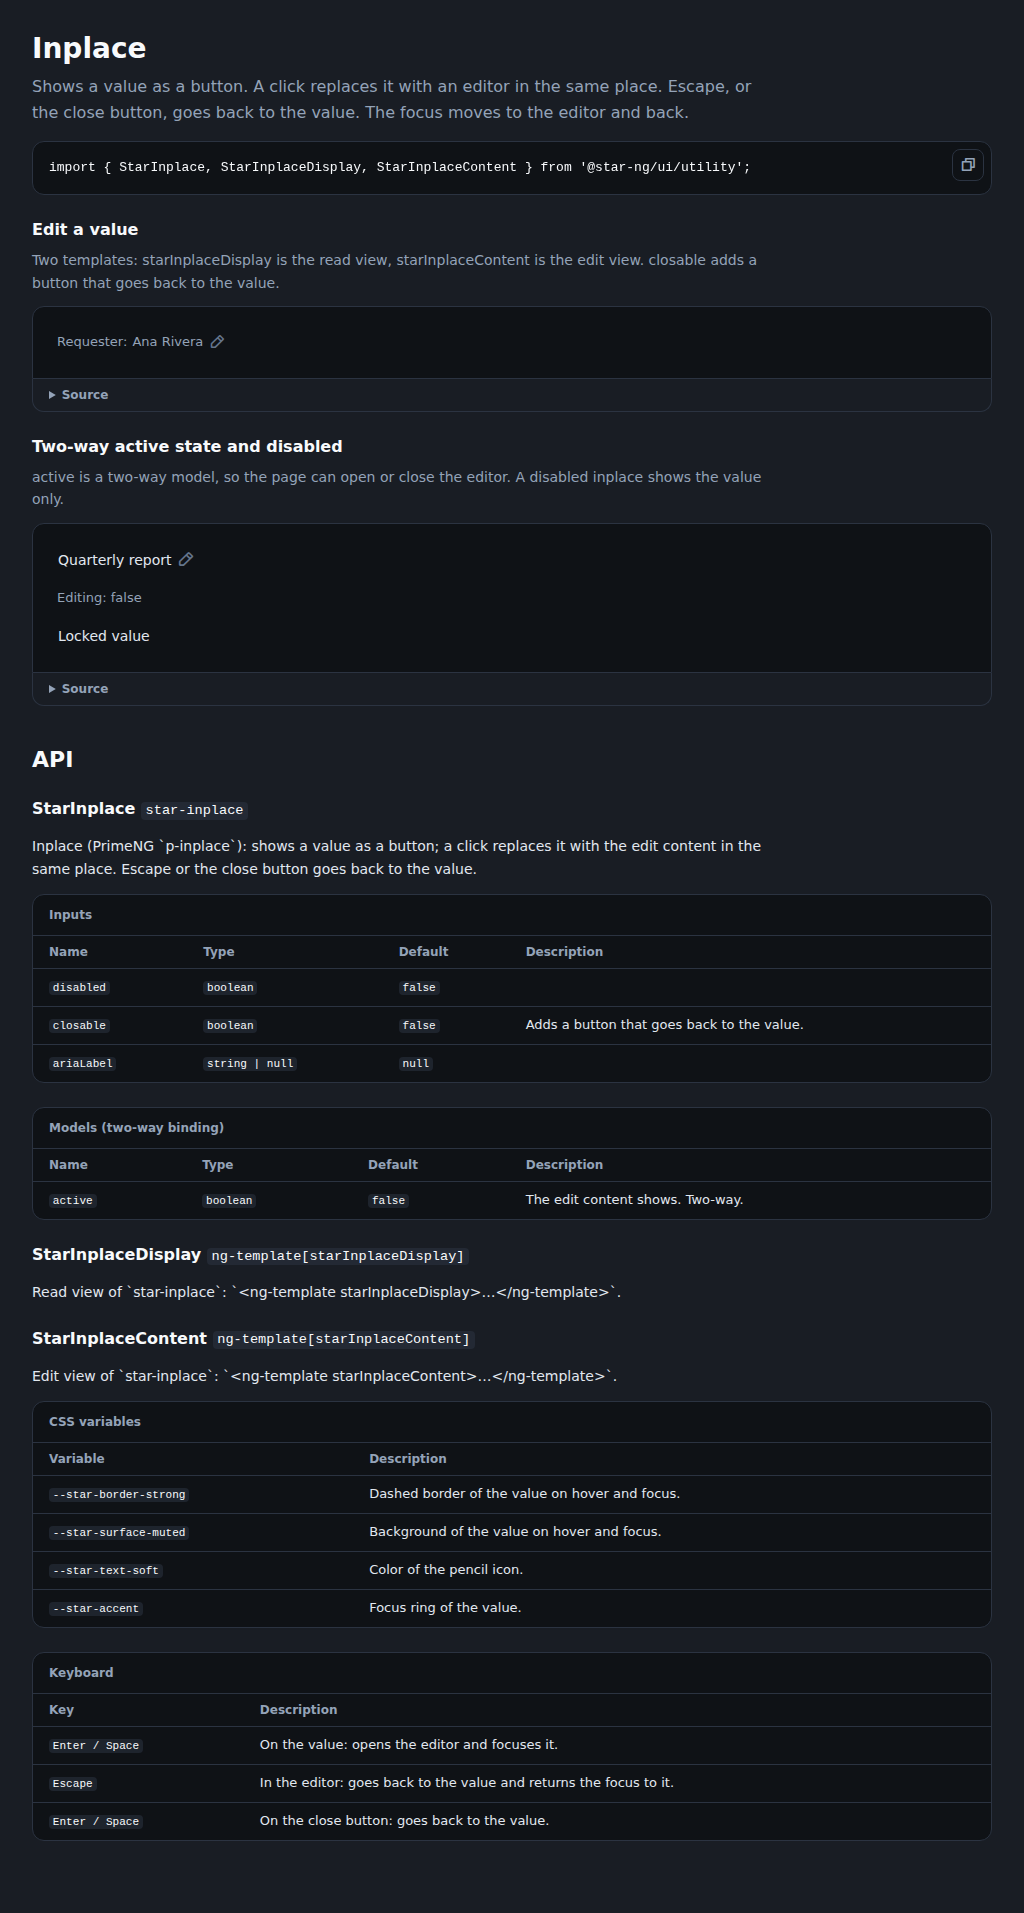 Inplace
Shows a value as a button. A click replaces it with an editor in the same place. Escape, or
the close button, goes back to the value. The focus moves to the editor and back.
import { StarInplace, StarInplaceDisplay, StarInplaceContent } from '@star-ng/ui/utility';
Edit a value
Two templates: starInplaceDisplay is the read view, starInplaceContent is the edit view. closable adds a
button that goes back to the value.
Requester: Ana Rivera
Source
Two-way active state and disabled
active is a two-way model, so the page can open or close the editor. A disabled inplace shows the value
only.
Quarterly report
Editing: false
Locked value
Source
API
StarInplace star-inplace
Inplace (PrimeNG `p-inplace`): shows a value as a button; a click replaces it with the edit content in the
same place. Escape or the close button goes back to the value.
Inputs
Name Type Default Description
disabled boolean false
closable boolean false Adds a button that goes back to the value.
ariaLabel string | null null
Models (two-way binding)
Name Type Default Description
active boolean false The edit content shows. Two-way.
StarInplaceDisplay ng-template[starInplaceDisplay]
Read view of `star-inplace`: `<ng-template starInplaceDisplay>…</ng-template>`.
StarInplaceContent ng-template[starInplaceContent]
Edit view of `star-inplace`: `<ng-template starInplaceContent>…</ng-template>`.
CSS variables
Variable Description
--star-border-strong Dashed border of the value on hover and focus.
--star-surface-muted Background of the value on hover and focus.
--star-text-soft Color of the pencil icon.
--star-accent Focus ring of the value.
Keyboard
Key Description
Enter / Space On the value: opens the editor and focuses it.
Escape In the editor: goes back to the value and returns the focus to it.
Enter / Space On the close button: goes back to the value.